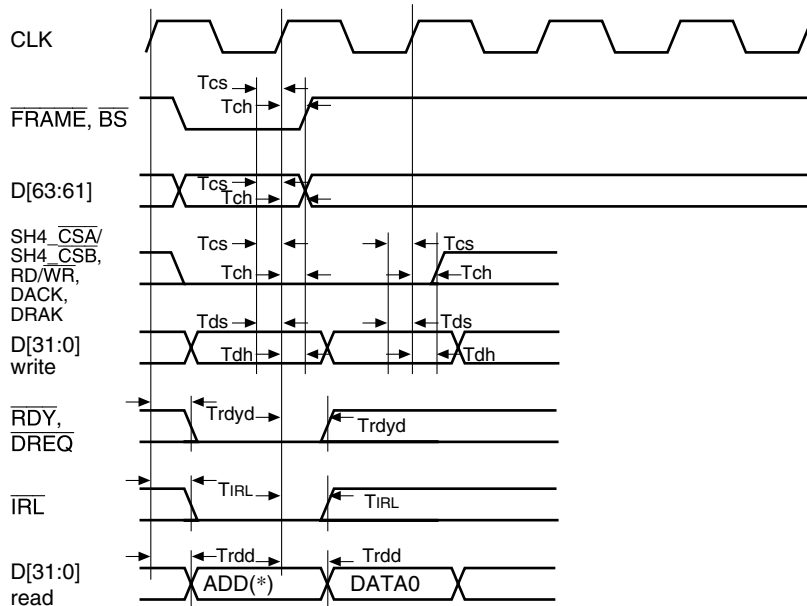 CLK
Tcs
Tch
FRAME, BS
D[63:61]
Tcs
Tch
SH4_CSA/
SH4_CSB,
RD/WR,
DACK,
DRAK
Tcs
Tcs
Tch
Tch
Tds
Tds
D[31:0]
write
Tdh
Tdh
RDY,
DREQ
Trdyd
Trdyd
IRL
TIRL
TIRL
Trdd
Trdd
D[31:0]
read
ADD(*)
DATA0